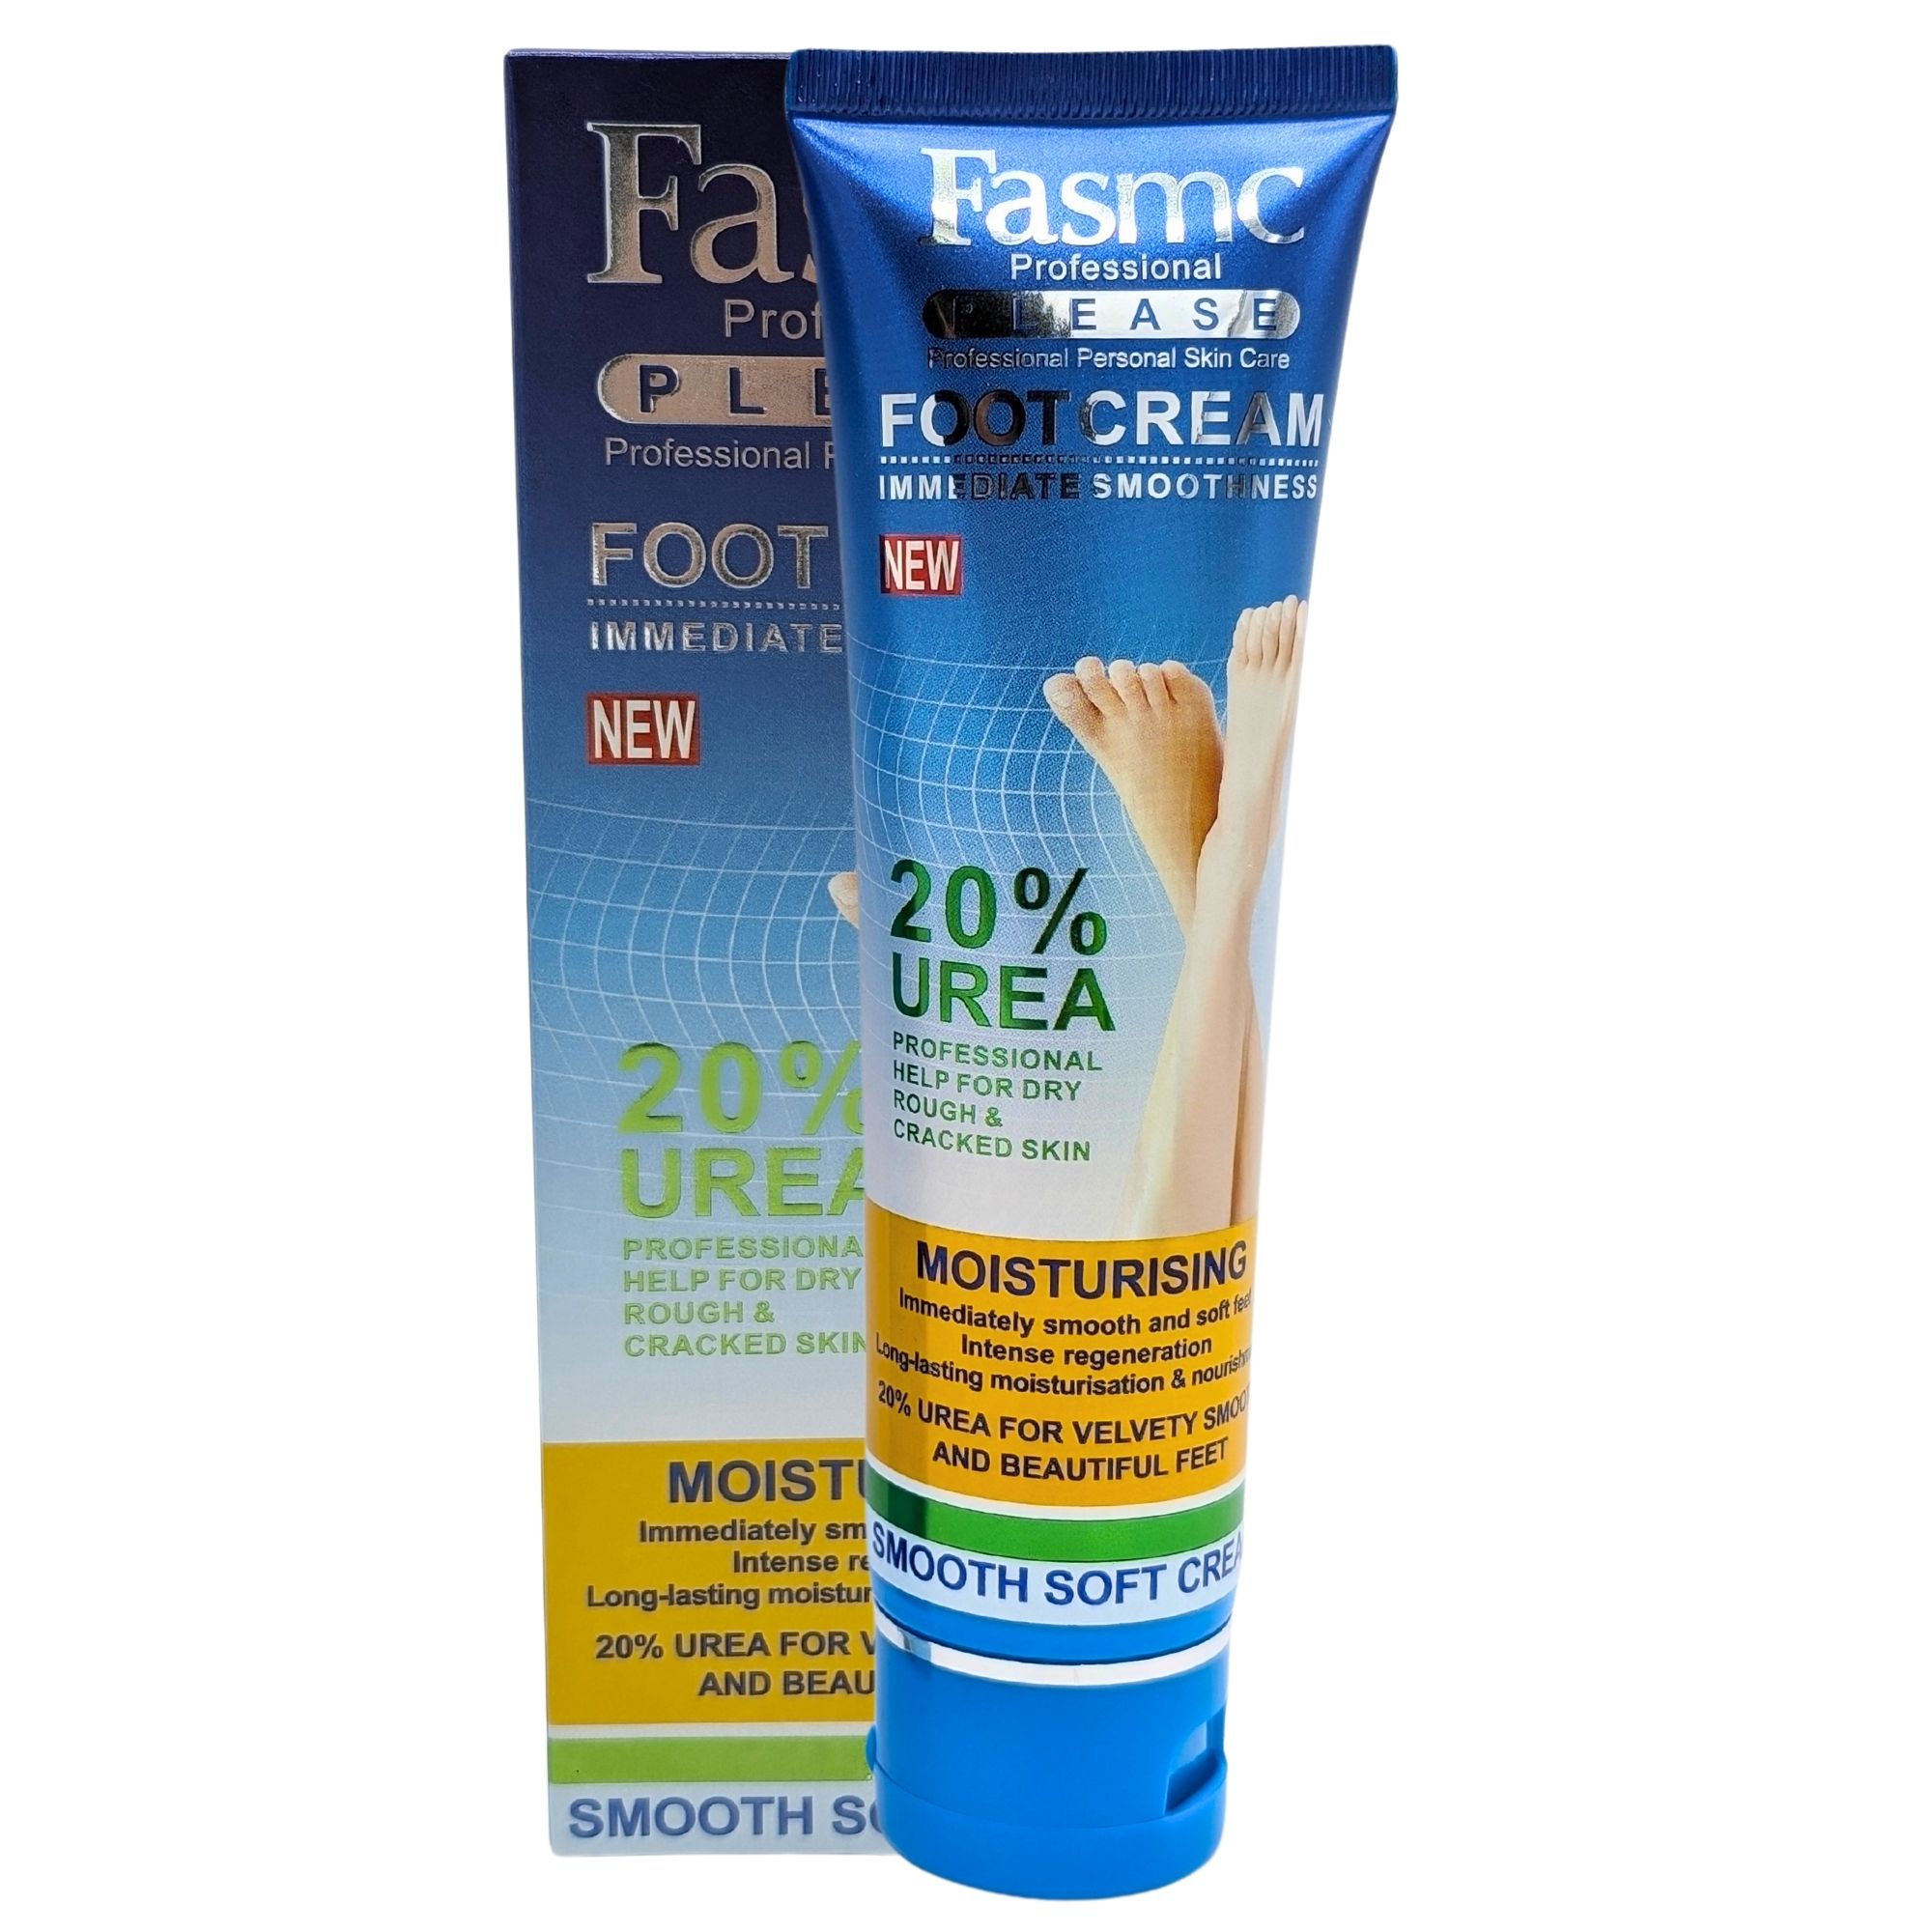 Fas
Prof
PLE
Professional P
FOOT
IMMEDIATE
NEW
20%
UREA
PROFESSIONA
HELP FOR DRY
ROUGH &
CRACKED SKIN
MOISTU
Immediately sm
Intense re
Long-lasting moistur
20% UREA FOR V
AND BEAU
SMOOTH SO
Fasmc
Professional
PLEASE
Professional Personal Skin Care
FOOT CREAM
IMMEDIATE SMOOTHNESS
NEW
20%
UREA
PROFESSIONAL
HELP FOR DRY
ROUGH &
CRACKED SKIN
MOISTURISING
Immediately smooth and soft feet
Intense regeneration
Long-lasting moisturisation & nourishm
20% UREA FOR VELVETY SMOOT
AND BEAUTIFUL FEET
SMOOTH SOFT CREA